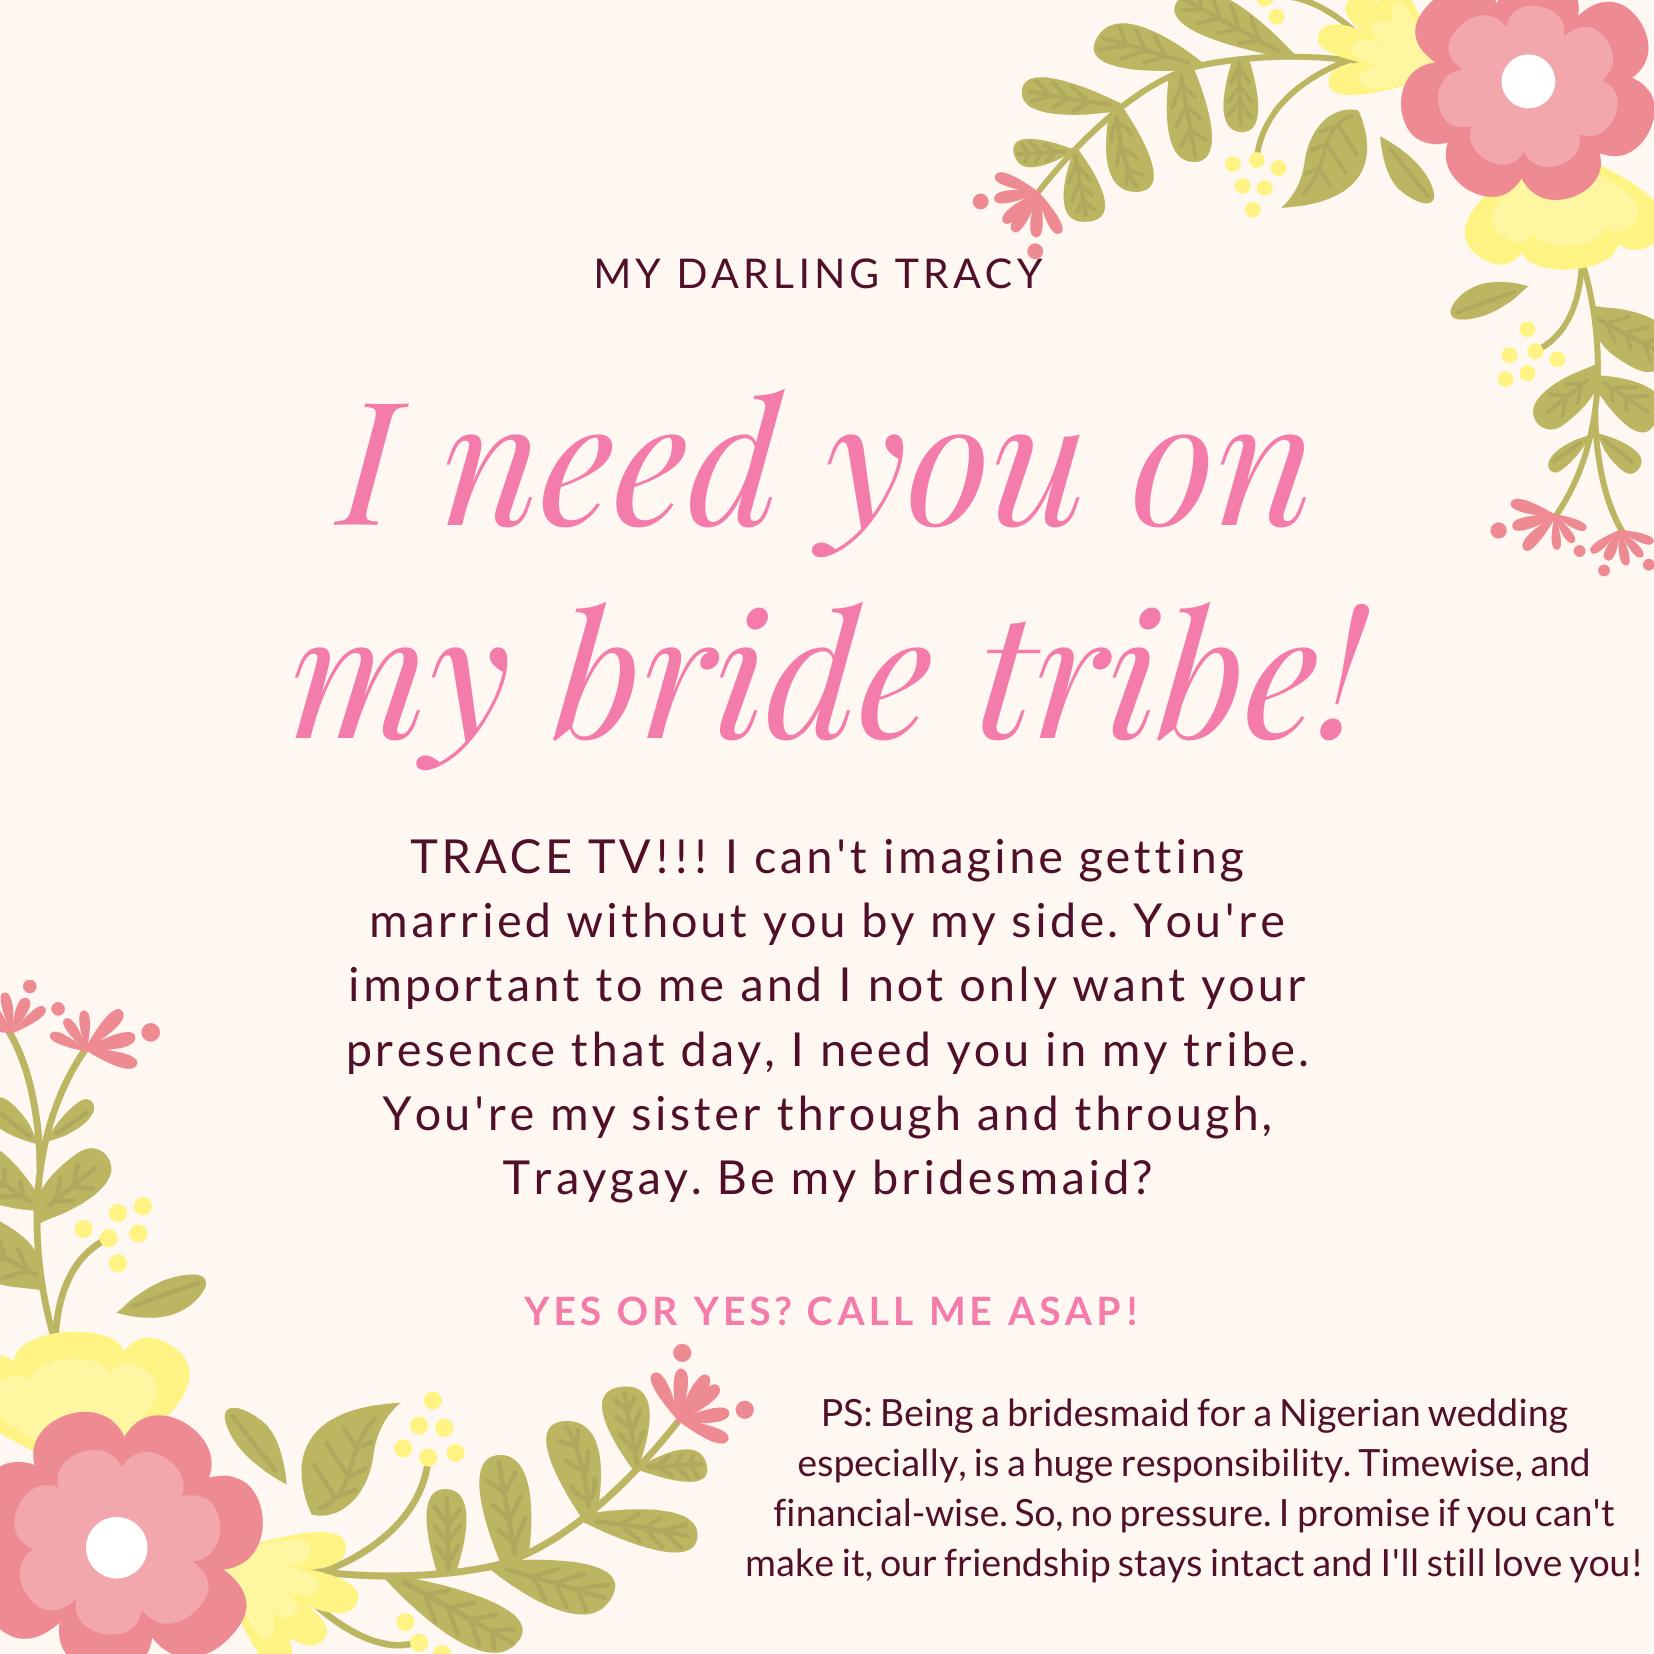 MY DARLING TRACY
I need you on
my bride tribe!
TRACE TV!!! I can't imagine getting
married without you by my side. You're
important to me and I not only want your
presence that day, I need you in my tribe.
You're my sister through and through,
Traygay. Be my bridesmaid?
YES OR YES? CALL ME ASAP!
PS: Being a bridesmaid for a Nigerian wedding
especially, is a huge responsibility. Timewise, and
financial-wise. So, no pressure. I promise if you can't
make it, our friendship stays intact and I'll still love you!